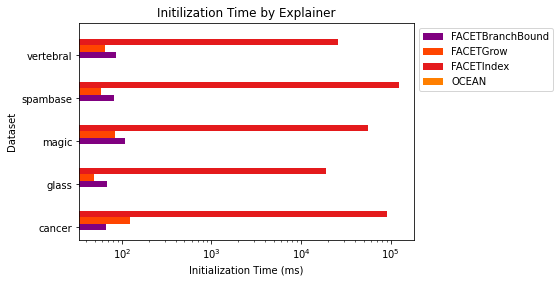 Initilization Time by Explainer
FACETBranchBound
FACETGrow
FACETIndex
OCEAN
Dataset
vertebral
spambase
magic
glass
cancer
10² 10³ 10⁴ 10⁵
Initialization Time (ms)